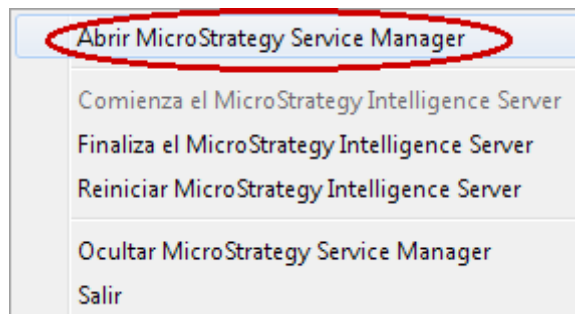 Abrir MicroStrategy Service Manager
Comienza el MicroStrategy Intelligence Server
Finaliza el MicroStrategy Intelligence Server
Reiniciar MicroStrategy Intelligence Server
Ocultar MicroStrategy Service Manager
Salir